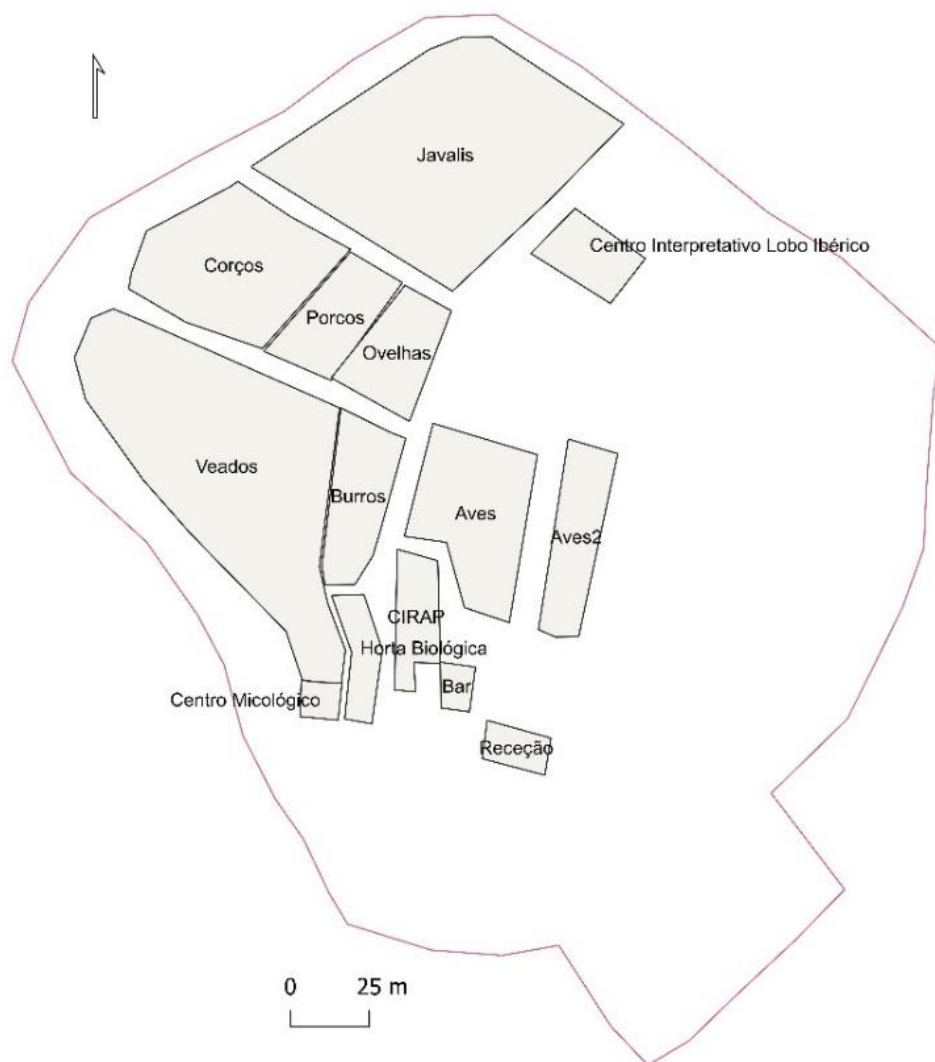 Javalis
Centro Interpretativo Lobo Ibérico
Corços
Porcos
Ovelhas
Veados
Burros
Aves
Aves2
CIRAP
Horta Biológica
Bar
Centro Micológico
Receção
0 25 m